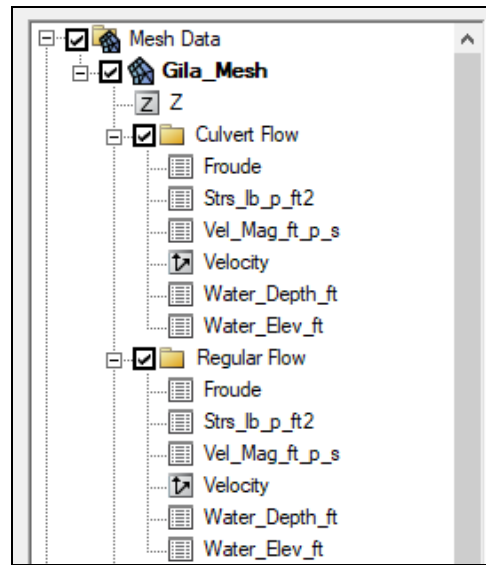 Mesh Data
Gila_Mesh
Z Z
Culvert Flow
Froude
Strs_lb_p_ft2
Vel_Mag_ft_p_s
Velocity
Water_Depth_ft
Water_Elev_ft
Regular Flow
Froude
Strs_lb_p_ft2
Vel_Mag_ft_p_s
Velocity
Water_Depth_ft
Water_Elev_ft